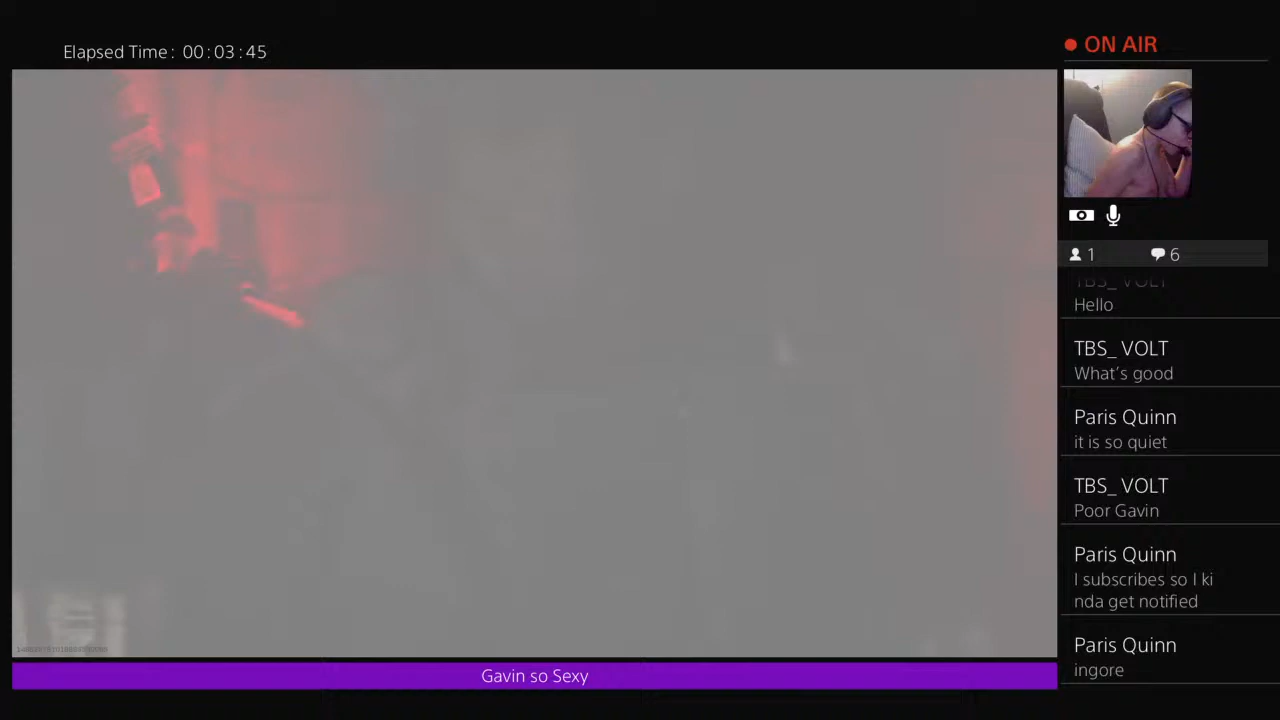 Elapsed Time: 00:03:45
ON AIR
1 6
Hello
TBS_ VOLT
What's good
Paris Quinn
it is so quiet
TBS_ VOLT
Poor Gavin
Paris Quinn
I subscribes so I ki
nda get notified
Paris Quinn
ingore
Gavin so Sexy